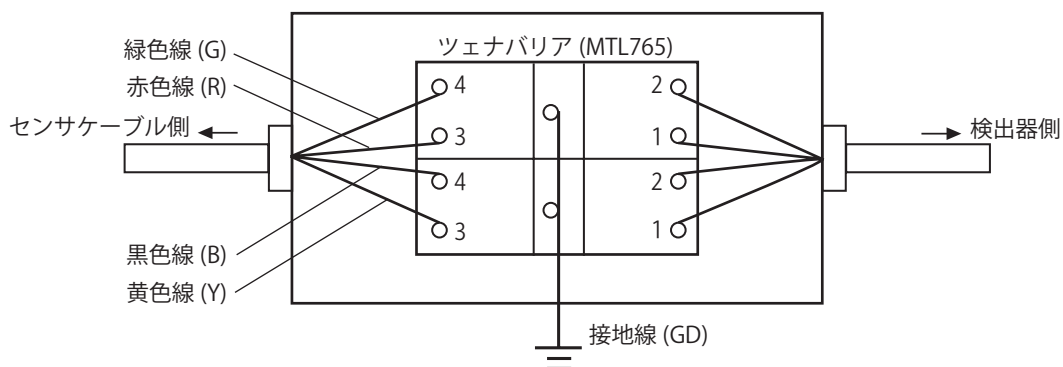 ツェナバリア (MTL765)
緑色線 (G)
赤色線 (R)
センサケーブル側
検出器側
4
3
4
3
2
1
2
1
黒色線 (B)
黄色線 (Y)
接地線 (GD)